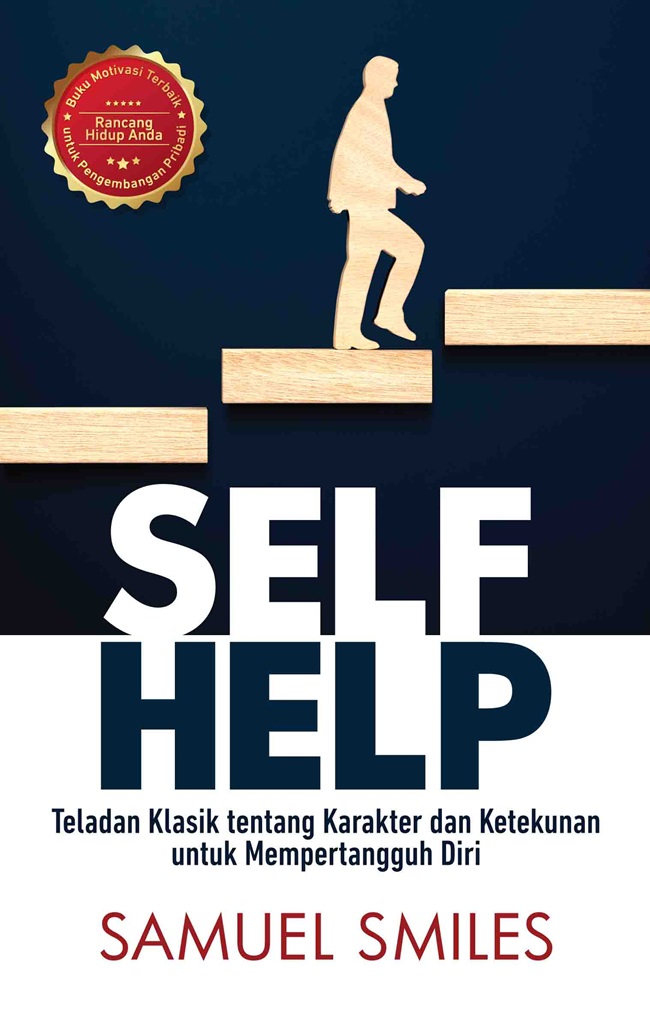 Buku Motivasi Terbaik
Rancang
Hidup Anda
untuk Pengembangan Pribadi
SELF
HELP
Teladan Klasik tentang Karakter dan Ketekunan
untuk Mempertangguh Diri
SAMUEL SMILES